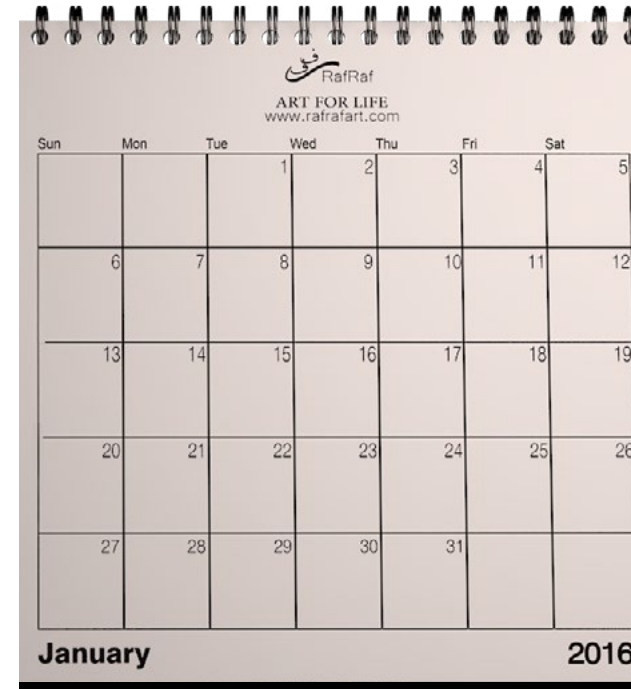 RafRaf
ART FOR LIFE
www.rafrafart.com
Sun Mon Tue Wed Thu Fri Sat
1 2 3 4 5
6 7 8 9 10 11 12
13 14 15 16 17 18 19
20 21 22 23 24 25 26
27 28 29 30 31
January 2016